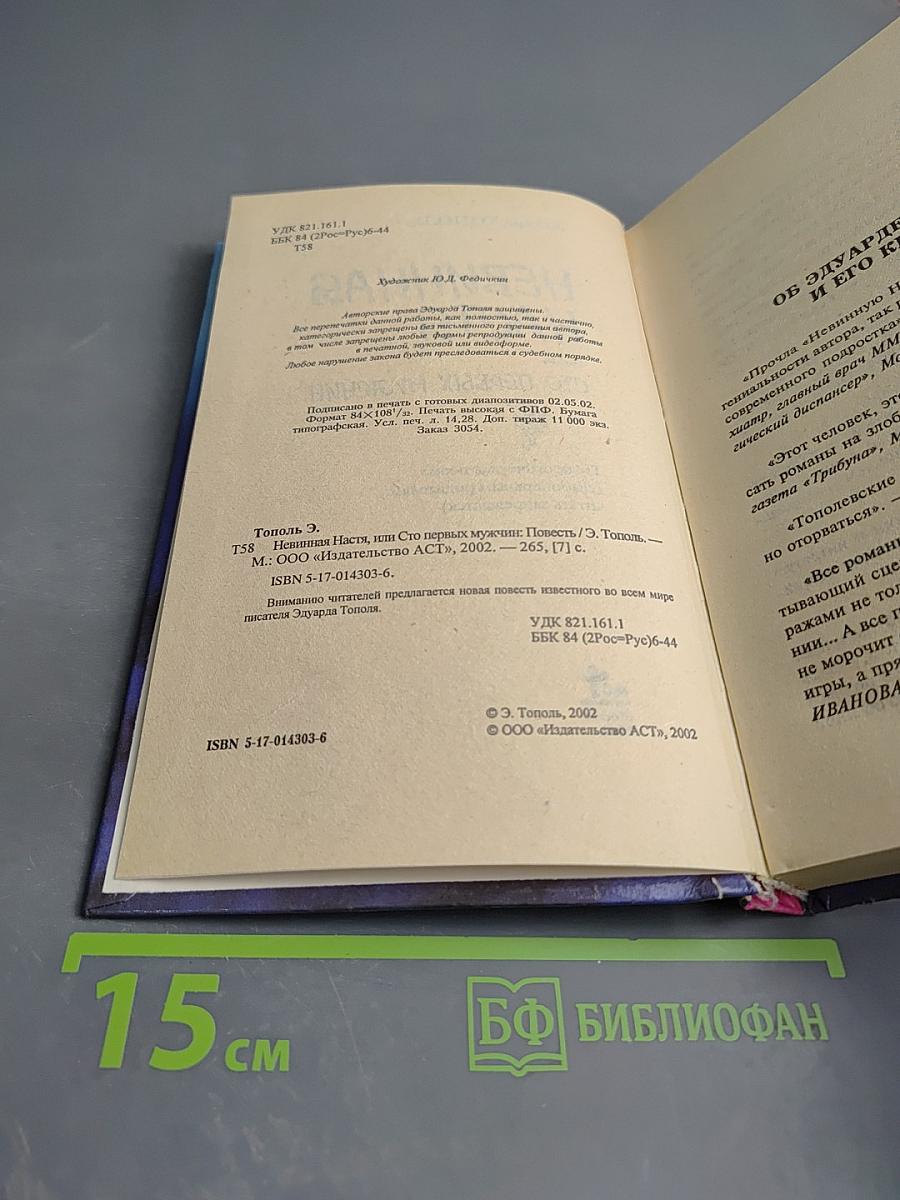 УДК 821.161.1
ББК 84 (2Рос=Рус)6-44
Т58
Художник Ю.Д. Федичкин
Авторские права Эдуарда Тополя защищены.
Все перепечатки данной работы, как полностью, так и частично,
категорически запрещены без письменного разрешения автора,
в том числе запрещены любые формы репродукции данной работы
в печатной, звуковой или видеоформе.
Любое нарушение закона будет преследоваться в судебном порядке.
Подписано в печать с готовых диапозитивов 02.05.02.
Формат 84×108 1/32. Печать высокая с ФПФ. Бумага
типографская. Усл. печ. л. 14,28. Доп. тираж 11 000 экз.
Заказ 3054.
Тополь Э.
Т58 Невинная Настя, или Сто первых мужчин: Повесть / Э. Тополь. —
М.: ООО «Издательство АСТ», 2002. — 265, [7] с.
ISBN 5-17-014303-6.
Вниманию читателей предлагается новая повесть известного во всем мире
писателя Эдуарда Тополя.
УДК 821.161.1
ББК 84 (2Рос=Рус)6-44
© Э. Тополь, 2002
© ООО «Издательство АСТ», 2002
ISBN 5-17-014303-6
ОБ ЭДУАРДЕ
И ЕГО
«Прочла «Невинную
гениальности автора, так
современного подростка
хиатр, главный врач ММ
гический диспансер», Мо
«Этот человек,
сать романы на злоб
газета «Трибуна», М
«Тополевские
но оторваться». —
«Все романы
тывающий сце
ражами не тол
нии... А все п
не морочит
игры, а пря
ИВАНОВА
15 см
БФ БИБЛИОФАН